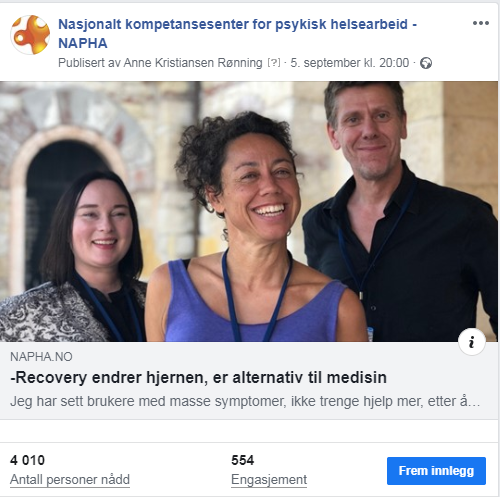 Nasjonalt kompetansesenter for psykisk helsearbeid -
NAPHA
Publisert av Anne Kristiansen Rønning [?] · 5. september kl. 20:00 ·
NAPHA.NO
-Recovery endrer hjernen, er alternativ til medisin
Jeg har sett brukere med masse symptomer, ikke trenge hjelp mer, etter å...
4 010
Antall personer nådd
554
Engasjement
Frem innlegg